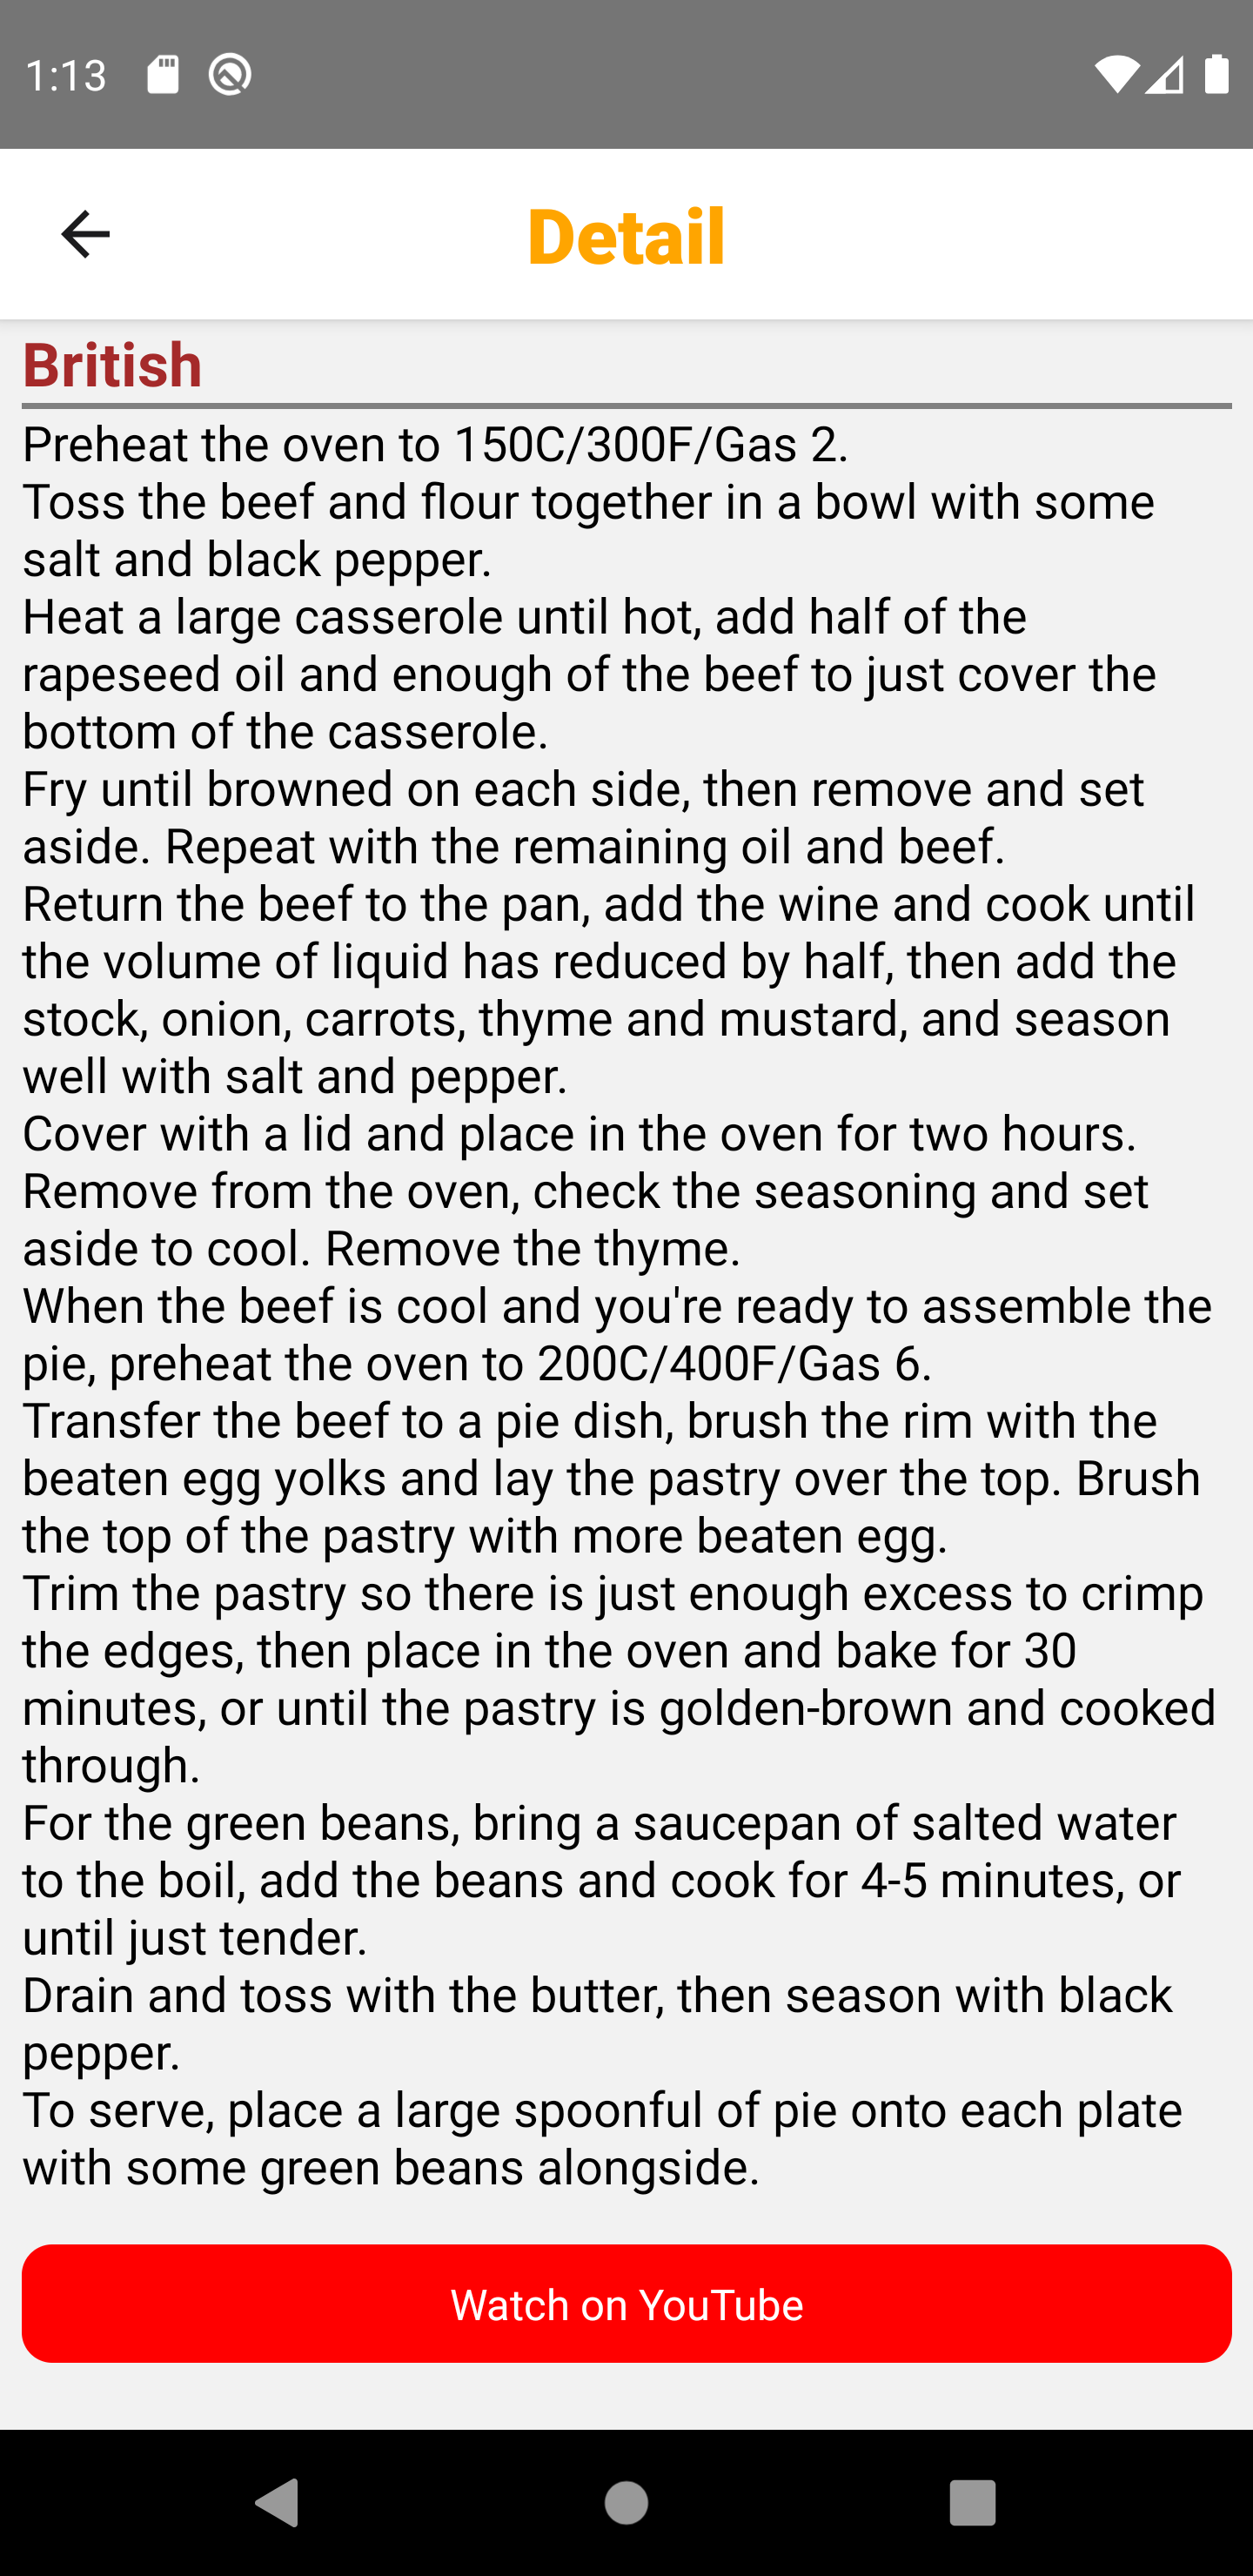 1:13
Detail
British
Preheat the oven to 150C/300F/Gas 2.
Toss the beef and flour together in a bowl with some
salt and black pepper.
Heat a large casserole until hot, add half of the
rapeseed oil and enough of the beef to just cover the
bottom of the casserole.
Fry until browned on each side, then remove and set
aside. Repeat with the remaining oil and beef.
Return the beef to the pan, add the wine and cook until
the volume of liquid has reduced by half, then add the
stock, onion, carrots, thyme and mustard, and season
well with salt and pepper.
Cover with a lid and place in the oven for two hours.
Remove from the oven, check the seasoning and set
aside to cool. Remove the thyme.
When the beef is cool and you're ready to assemble the
pie, preheat the oven to 200C/400F/Gas 6.
Transfer the beef to a pie dish, brush the rim with the
beaten egg yolks and lay the pastry over the top. Brush
the top of the pastry with more beaten egg.
Trim the pastry so there is just enough excess to crimp
the edges, then place in the oven and bake for 30
minutes, or until the pastry is golden-brown and cooked
through.
For the green beans, bring a saucepan of salted water
to the boil, add the beans and cook for 4-5 minutes, or
until just tender.
Drain and toss with the butter, then season with black
pepper.
To serve, place a large spoonful of pie onto each plate
with some green beans alongside.
Watch on YouTube